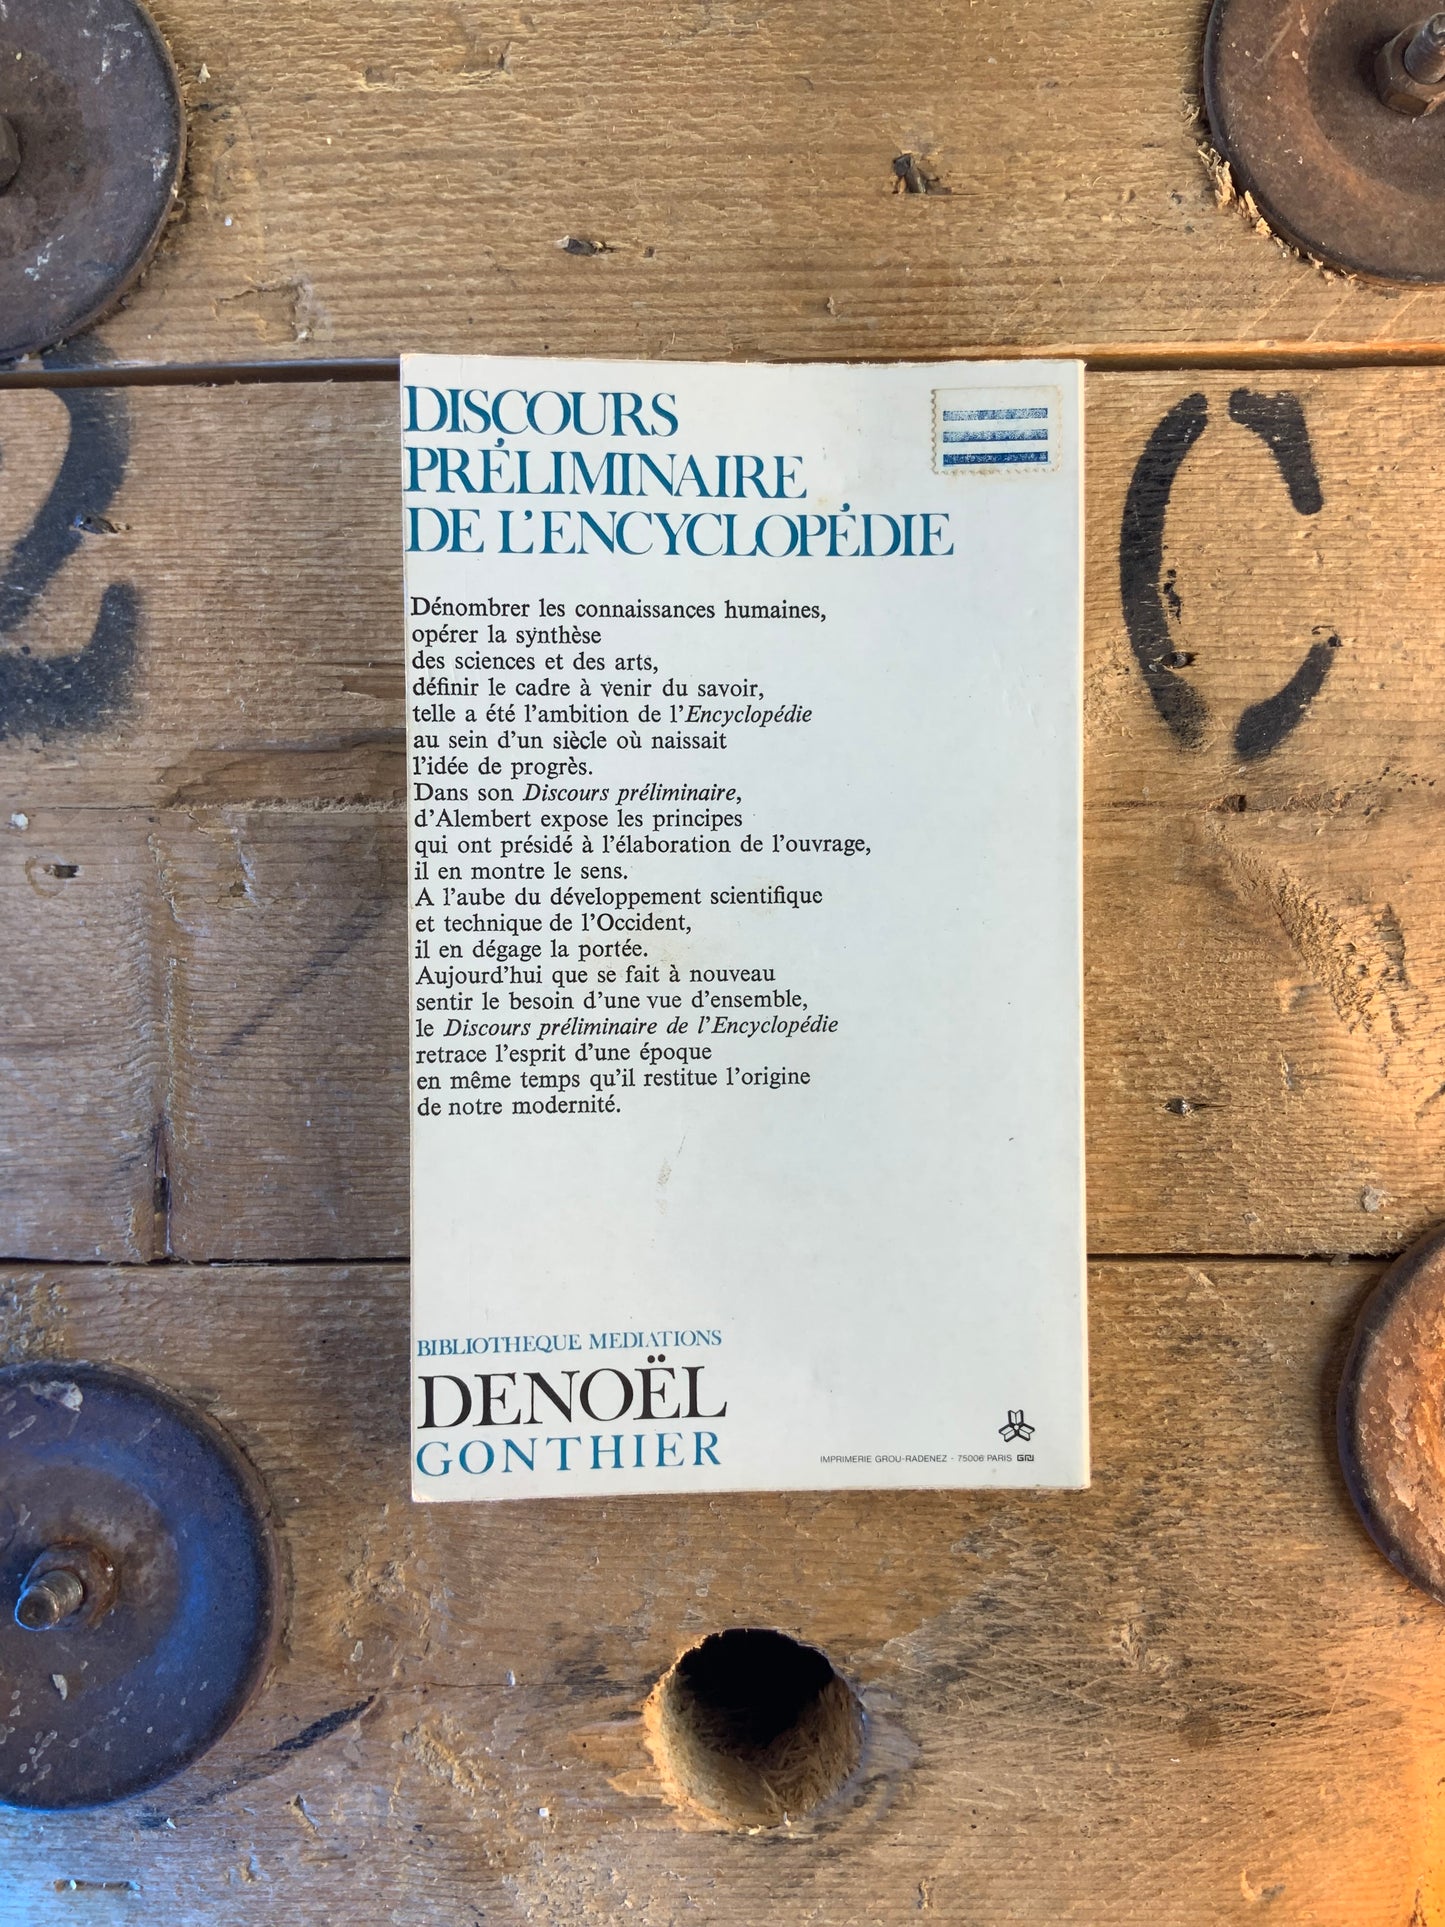 DISCOURS
PRÉLIMINAIRE
DE L'ENCYCLOPÉDIE
C
Dénombrer les connaissances humaines,
opérer la synthèse
des sciences et des arts,
définir le cadre à venir du savoir,
telle a été l'ambition de l'Encyclopédie
au sein d'un siècle où naissait
l'idée de progrès.
Dans son Discours préliminaire,
d'Alembert expose les principes
qui ont présidé à l'élaboration de l'ouvrage,
il en montre le sens.
A l'aube du développement scientifique
et technique de l'Occident,
il en dégage la portée.
Aujourd'hui que se fait à nouveau
sentir le besoin d'une vue d'ensemble,
le Discours préliminaire de l'Encyclopédie
retrace l'esprit d'une époque
en même temps qu'il restitue l'origine
de notre modernité.
BIBLIOTHEQUE MEDIATIONS
DENOËL
GONTHIER
IMPRIMERIE GROU-RADENEZ - 75006 PARIS